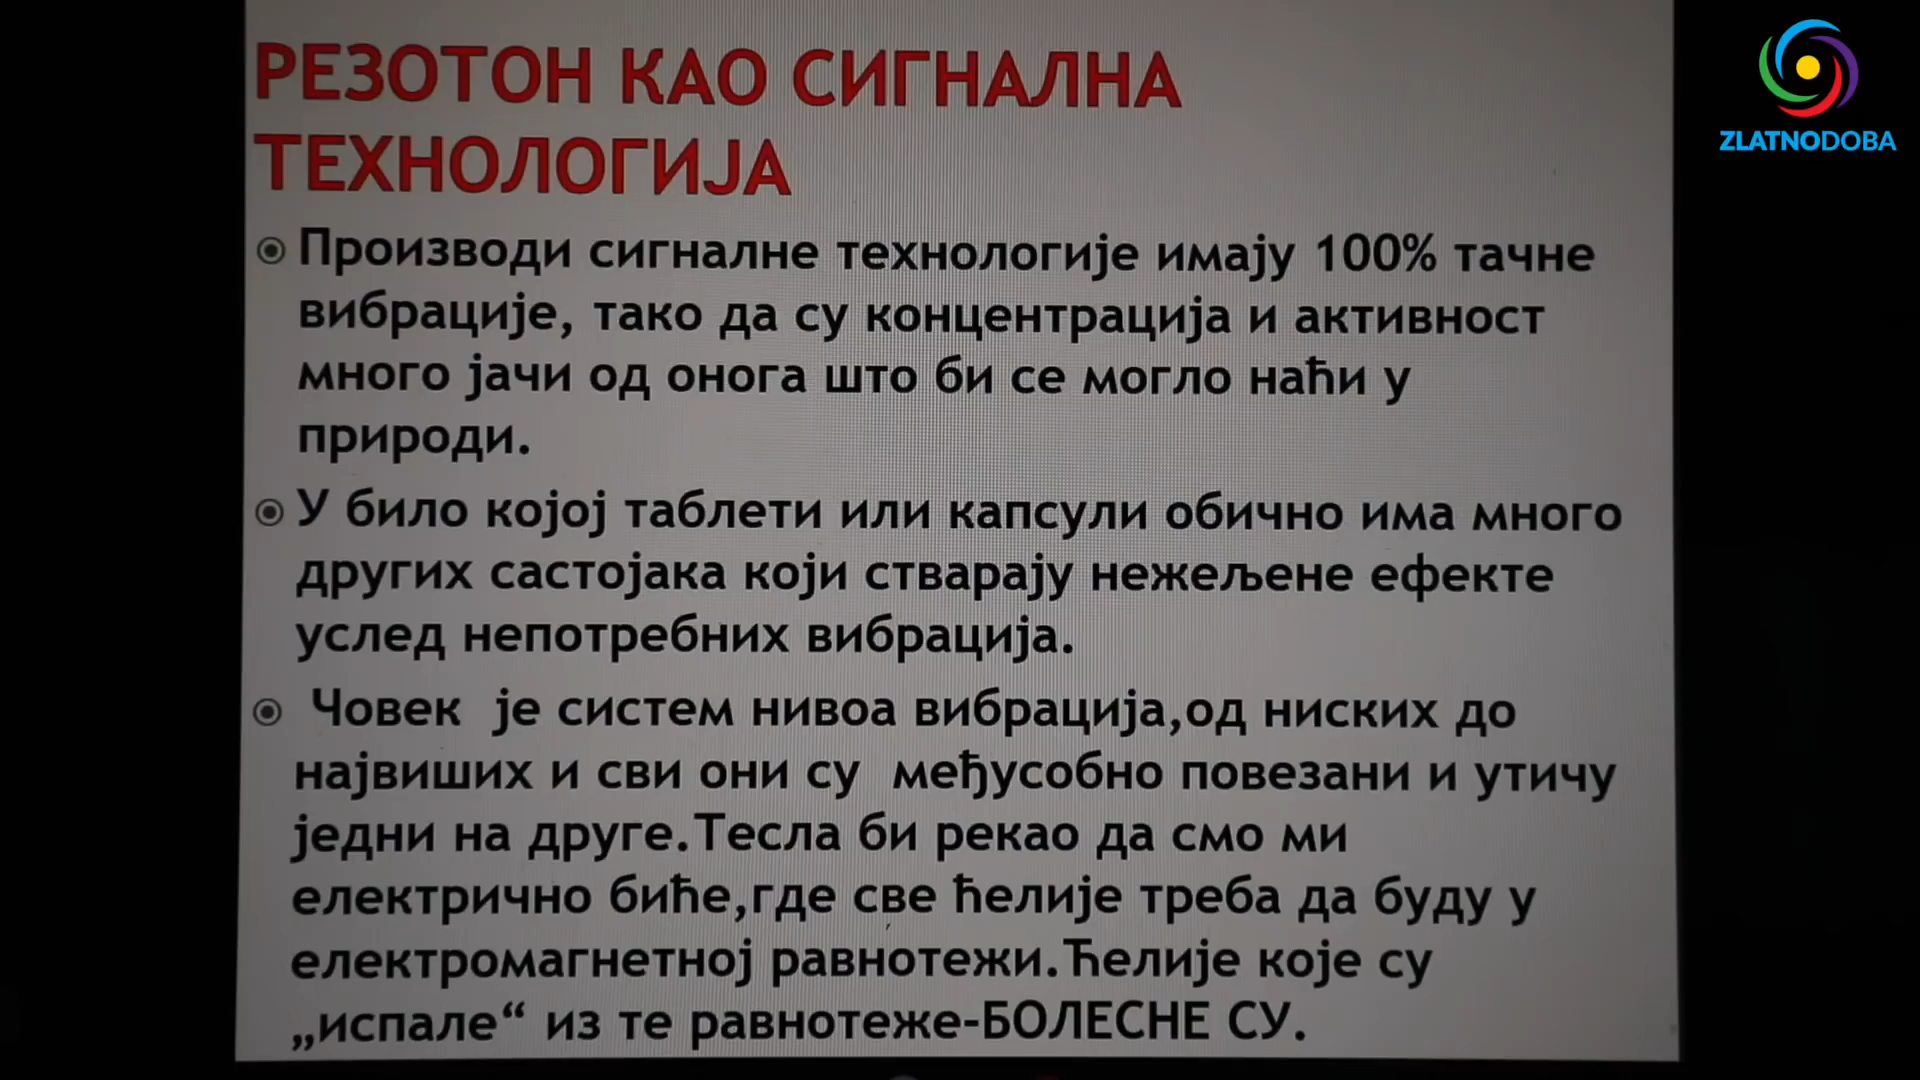 РЕЗОТОН КАО СИГНАЛНА
ТЕХНОЛОГИЈА
Производи сигналне технологије имају 100% тачне
вибрације, тако да су концентрација и активност
много јачи од онога што би се могло наћи у
природи.
У било којој таблети или капсули обично има много
других састојака који стварају нежељене ефекте
услед непотребних вибрација.
Човек је систем нивоа вибрација,од ниских до
највиших и сви они су међусобно повезани и утичу
једни на друге.Тесла би рекао да смо ми
електрично биће,где све ћелије треба да буду у
електромагнетној равнотежи.Ћелије које су
„испале“ из те равнотеже-БОЛЕСНЕ СУ.
ZLATNODOBA